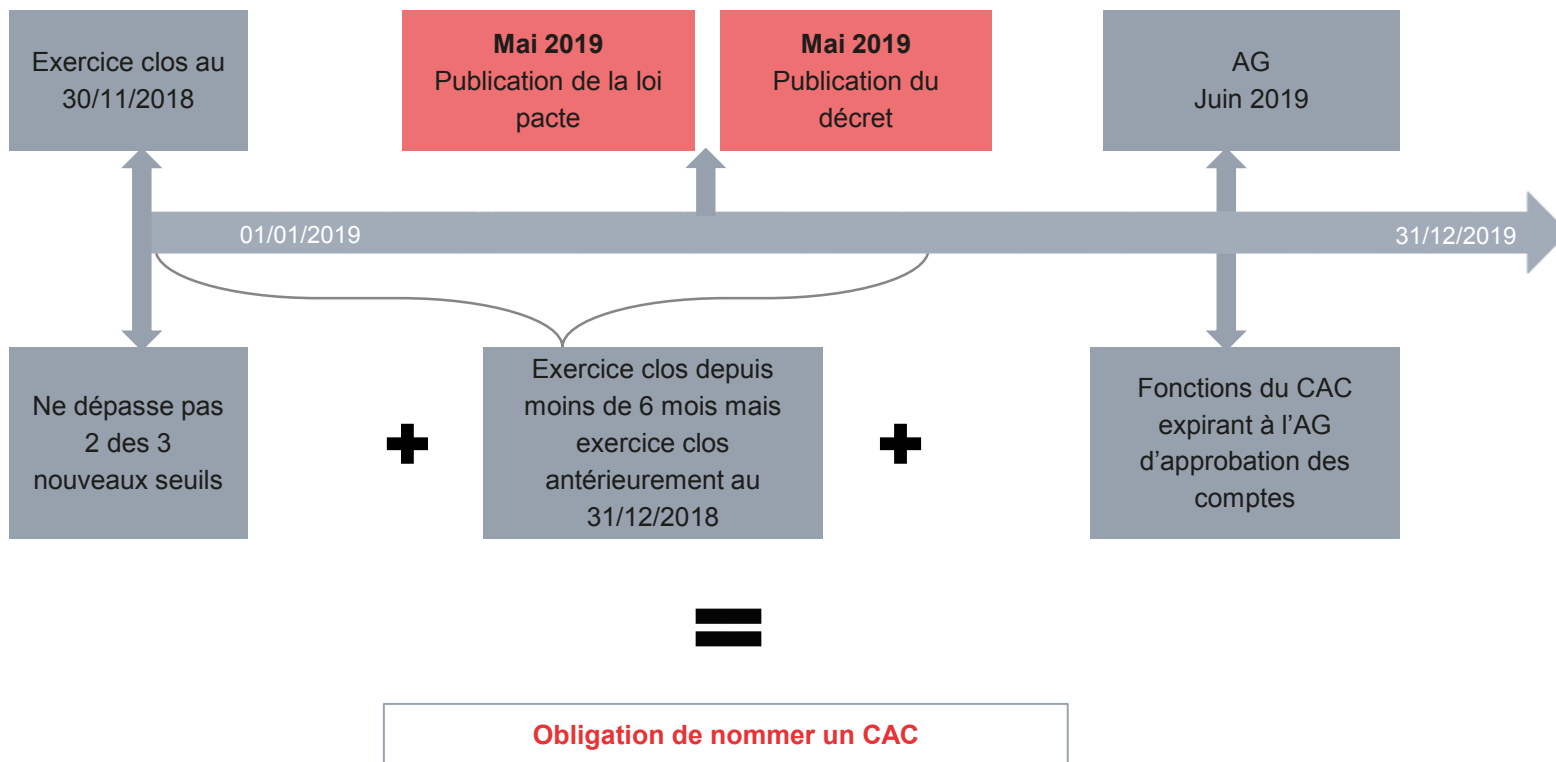 Exercice clos au
30/11/2018
Mai 2019
Publication de la loi
pacte
Mai 2019
Publication du
décret
AG
Juin 2019
01/01/2019
31/12/2019
Ne dépasse pas
2 des 3
nouveaux seuils
+
Exercice clos depuis
moins de 6 mois mais
exercice clos
antérieurement au
31/12/2018
+
Fonctions du CAC
expirant à l’AG
d’approbation des
comptes
=
Obligation de nommer un CAC